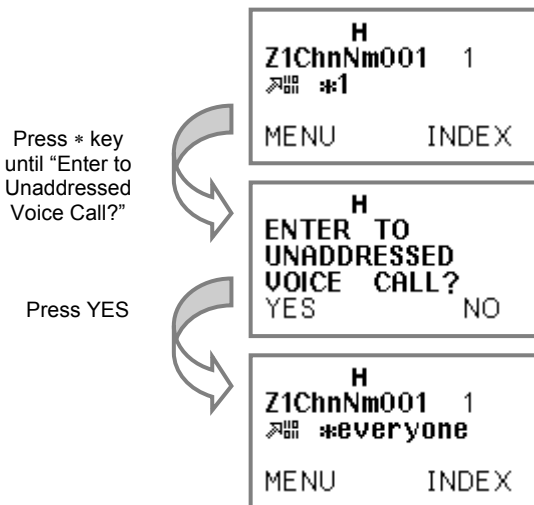 H
Z1ChnNm001 1
*1
MENU INDEX
Press * key
until “Enter to
Unaddressed
Voice Call?”
H
ENTER TO
UNADDRESSED
VOICE CALL?
YES NO
Press YES
H
Z1ChnNm001 1
*everyone
MENU INDEX